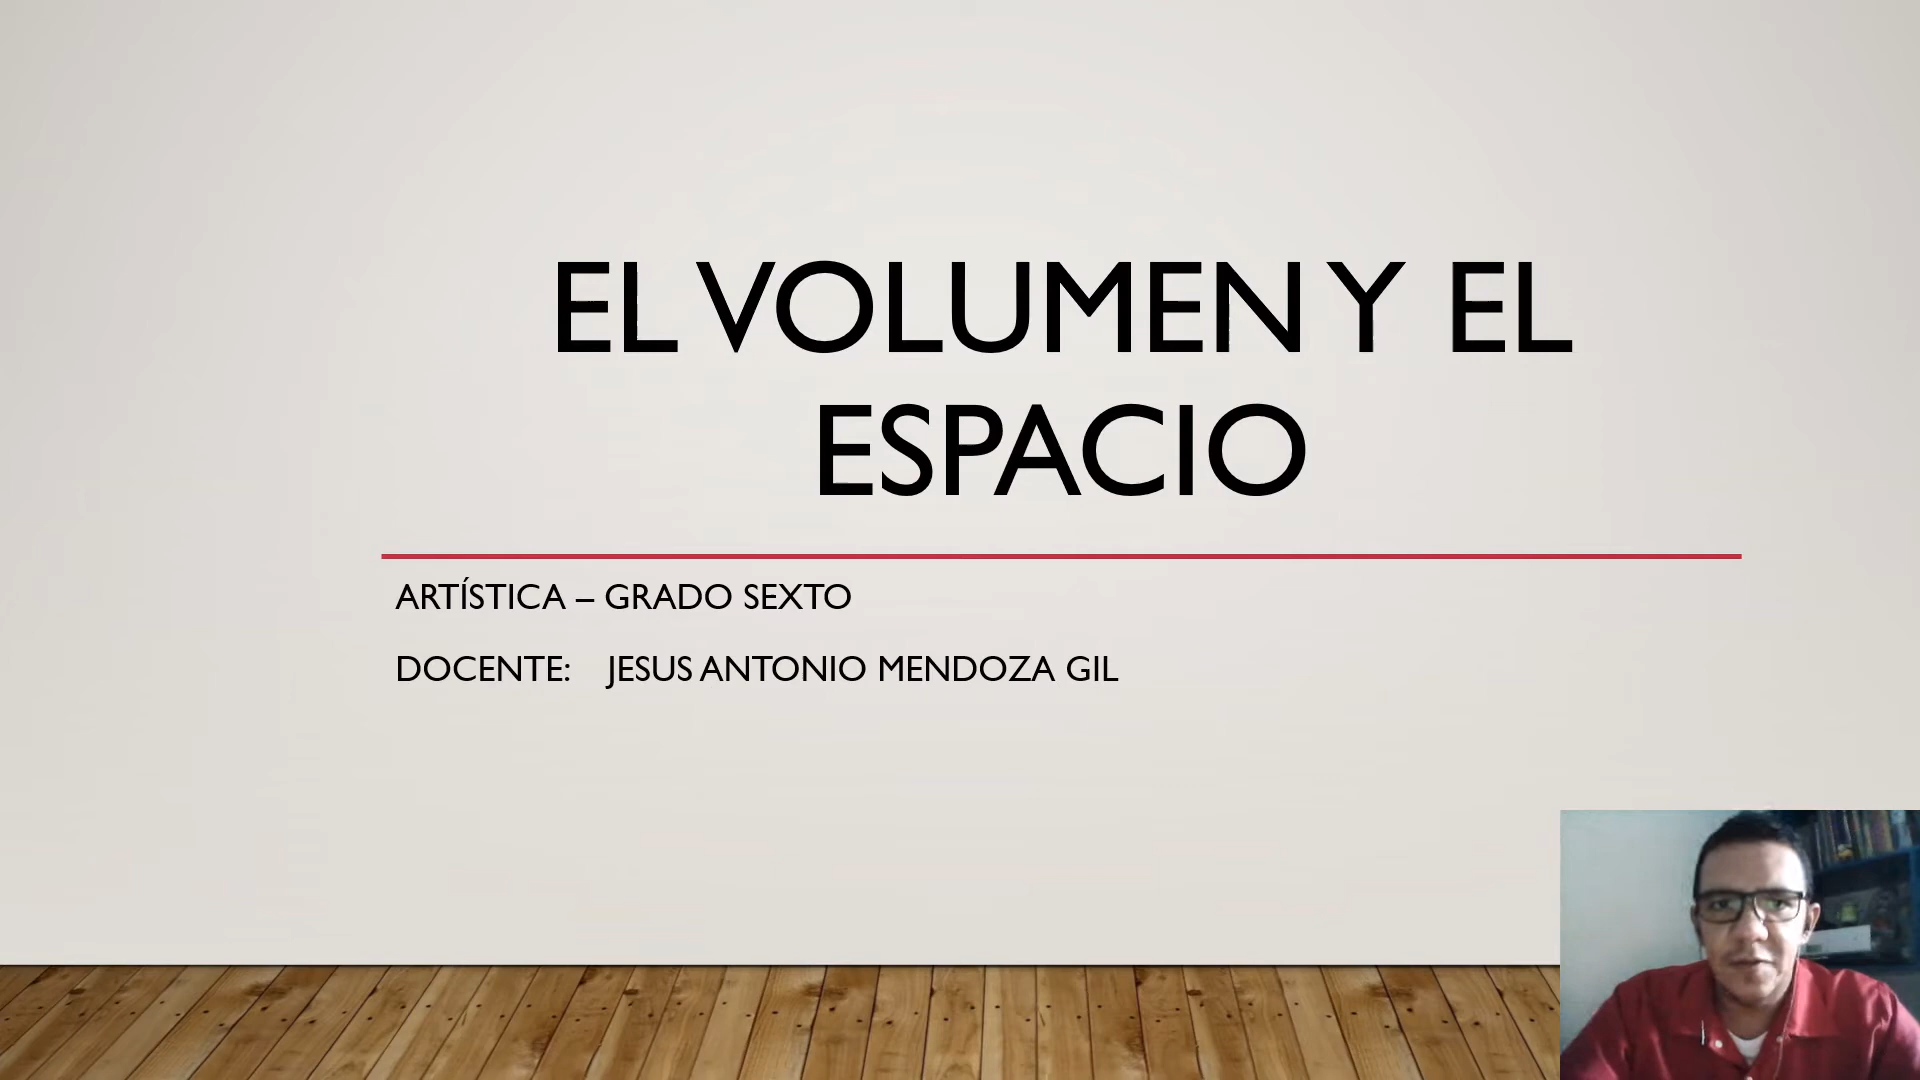 EL VOLUMEN Y EL
ESPACIO
ARTÍSTICA – GRADO SEXTO
DOCENTE: JESUS ANTONIO MENDOZA GIL